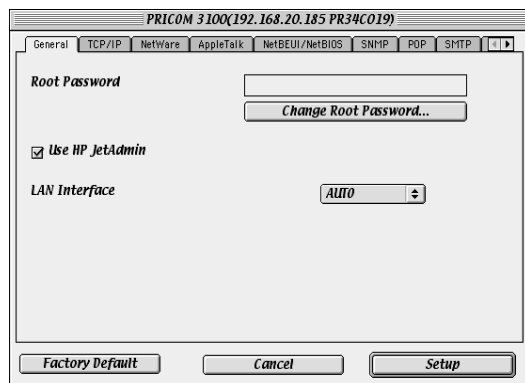 PRICOM 3100(192.168.20.185 PR34C019)
General TCP/IP NetWare AppleTalk NetBEUI/NetBIOS SNMP POP SMTP
Root Password
Change Root Password...
Use HP JetAdmin
LAN Interface AUTO
Factory Default Cancel Setup